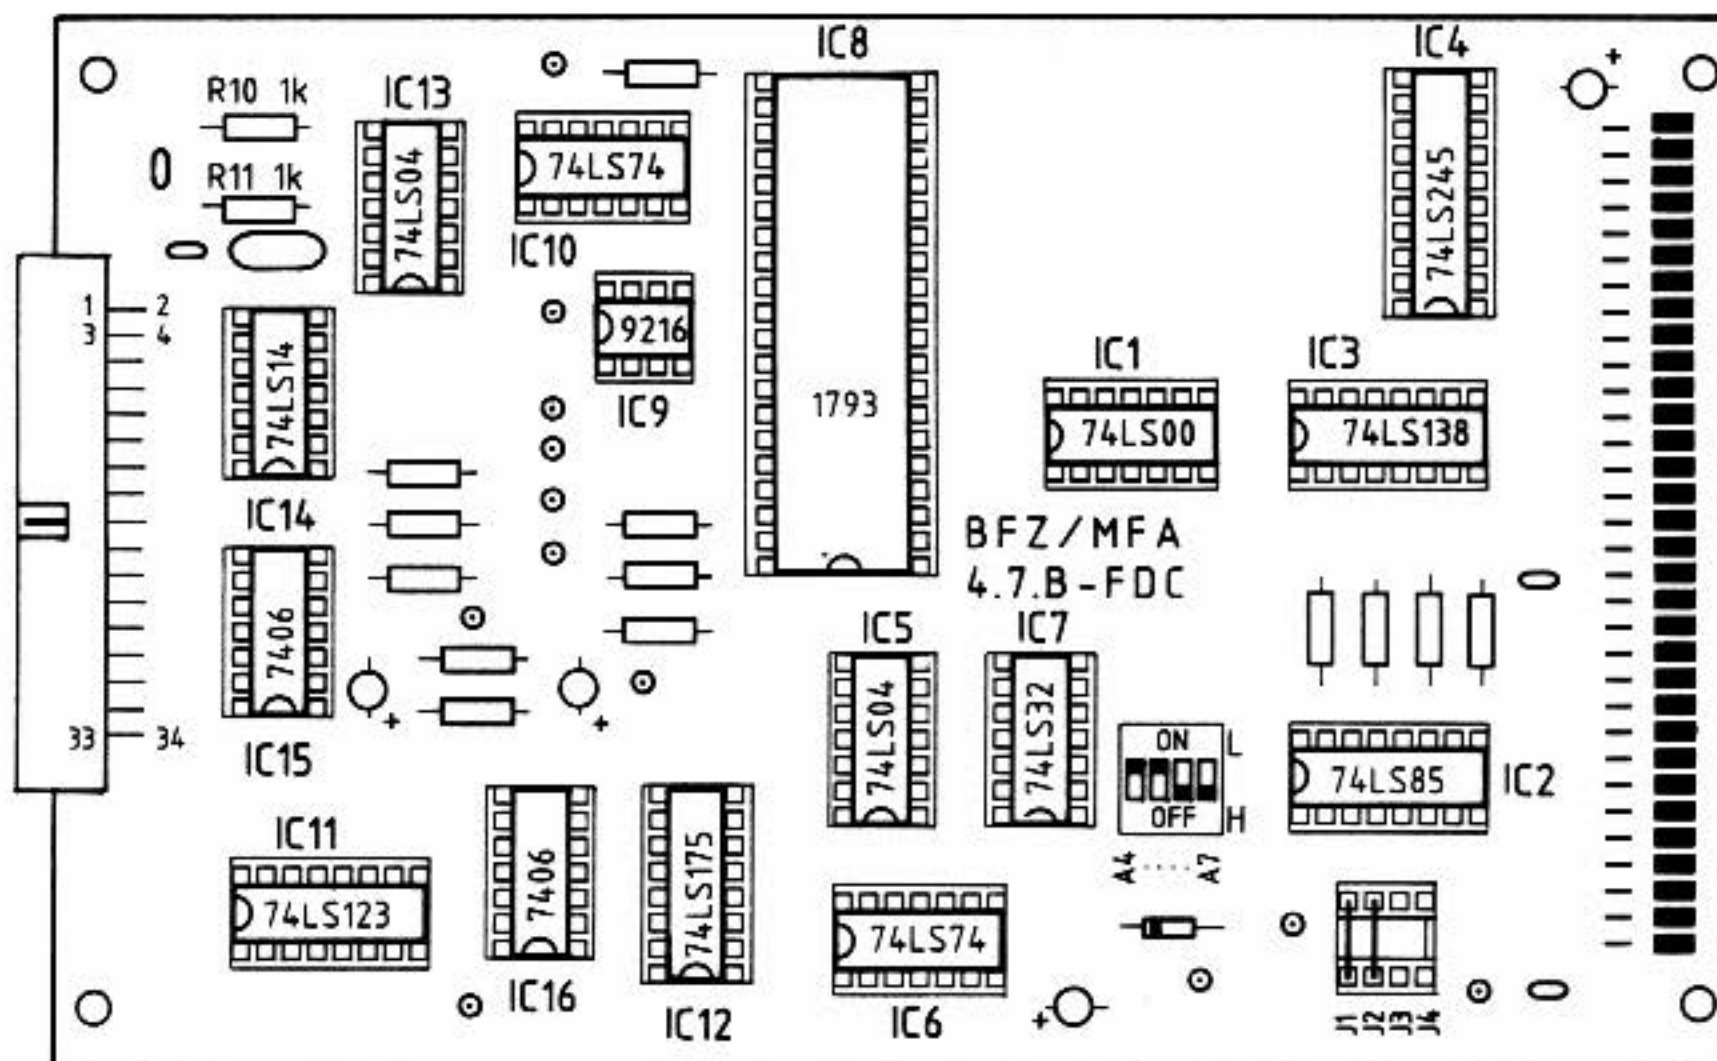 IC8
IC4
+
R10 1k
IC13
74LS04
74LS74
74LS245
R11 1k
IC10
1 2
3 4
74LS14
9216
IC9
1793
IC1
IC3
74LS00
74LS138
IC14
BFZ/MFA
4.7.B-FDC
7406
IC5
IC7
+
+
33 34
IC15
74LS04
74LS32
ON L
OFF H
74LS85
IC2
IC11
74LS123
7406
74LS175
A4 ····· A7
74LS74
IC16
IC12
IC6
+
J1
J2
J3
J4